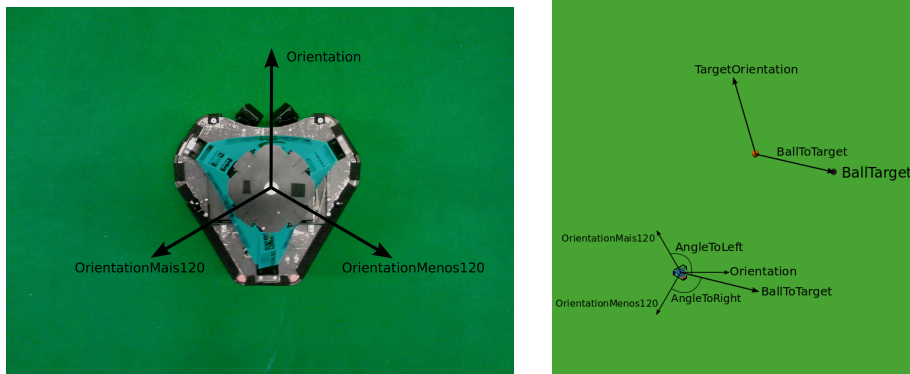 Orientation
OrientationMais120
OrientationMenos120
TargetOrientation
BallToTarget
BallTarget
OrientationMais120
AngleToLeft
Orientation
BallToTarget
AngleToRight
OrientationMenos120